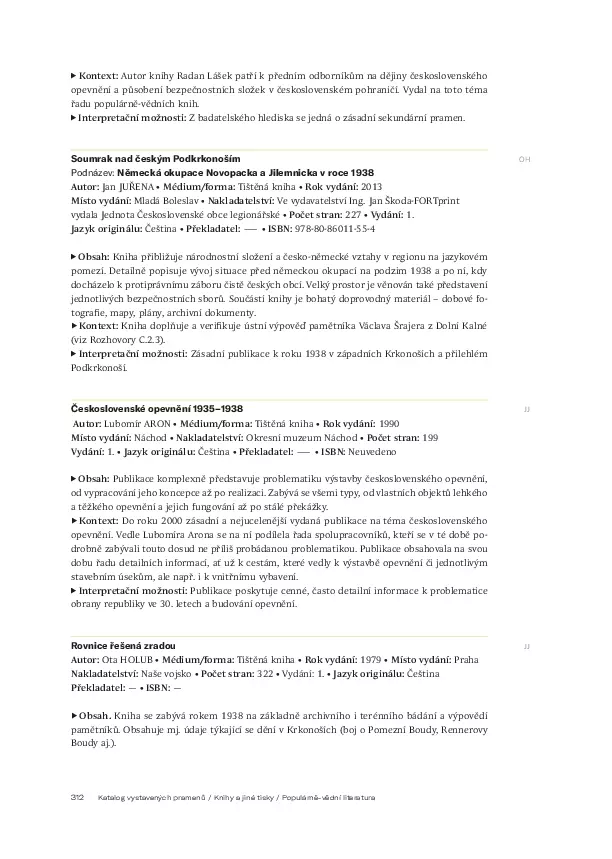 ▶ Kontext: Autor knihy Radan Lášek patří k předním odborníkům na dějiny československého
opevnění a působení bezpečnostních složek v československém pohraničí. Vydal na toto téma
řadu populárně-vědních knih.
▶ Interpretační možnosti: Z badatelského hlediska se jedná o zásadní sekundární pramen.
Soumrak nad českým Podkrkonoším
OH
Podnázev: Německá okupace Novopacka a Jilemnicka v roce 1938
Autor: Jan JUŘENA • Médium/forma: Tištěná kniha • Rok vydání: 2013
Místo vydání: Mladá Boleslav • Nakladatelství: Ve vydavatelství Ing. Jan Škoda-FORTprint
vydala Jednota Československé obce legionářské • Počet stran: 227 • Vydání: 1.
Jazyk originálu: Čeština • Překladatel: –– • ISBN: 978-80-86011-55-4
▶ Obsah: Kniha přibližuje národnostní složení a česko-německé vztahy v regionu na jazykovém
pomezí. Detailně popisuje vývoj situace před německou okupací na podzim 1938 a po ní, kdy
docházelo k protiprávnímu záboru čistě českých obcí. Velký prostor je věnován také představení
jednotlivých bezpečnostních sborů. Součástí knihy je bohatý doprovodný materiál – dobové fo-
tografie, mapy, plány, archivní dokumenty.
▶ Kontext: Kniha doplňuje a verifikuje ústní výpověď pamětníka Václava Šrajera z Dolní Kalné
(viz Rozhovory C.2.3).
▶ Interpretační možnosti: Zásadní publikace k roku 1938 v západních Krkonoších a přilehlém
Podkrkonoší.
Československé opevnění 1935–1938
JJ
Autor: Lubomír ARON • Médium/forma: Tištěná kniha • Rok vydání: 1990
Místo vydání: Náchod • Nakladatelství: Okresní muzeum Náchod • Počet stran: 199
Vydání: 1. • Jazyk originálu: Čeština • Překladatel: –– • ISBN: Neuvedeno
▶ Obsah: Publikace komplexně představuje problematiku výstavby československého opevnění,
od vypracování jeho koncepce až po realizaci. Zabývá se všemi typy, od vlastních objektů lehkého
a těžkého opevnění a jejich fungování až po stálé překážky.
▶ Kontext: Do roku 2000 zásadní a nejucelenější vydaná publikace na téma československého
opevnění. Vedle Lubomíra Arona se na ní podílela řada spolupracovníků, kteří se v té době po-
drobně zabývali touto dosud ne příliš probádanou problematikou. Publikace obsahovala na svou
dobu řadu detailních informací, ať už k cestám, které vedly k výstavbě opevnění či jednotlivým
stavebním úsekům, ale např. i k vnitřnímu vybavení.
▶ Interpretační možnosti: Publikace poskytuje cenné, často detailní informace k problematice
obrany republiky ve 30. letech a budování opevnění.
Rovnice řešená zradou
JJ
Autor: Ota HOLUB • Médium/forma: Tištěná kniha • Rok vydání: 1979 • Místo vydání: Praha
Nakladatelství: Naše vojsko • Počet stran: 322 • Vydání: 1. • Jazyk originálu: Čeština
Překladatel: — • ISBN: —
▶ Obsah. Kniha se zabývá rokem 1938 na základně archivního i terénního bádání a výpovědí
pamětníků. Obsahuje mj. údaje týkající se dění v Krkonoších (boj o Pomezní Boudy, Rennerovy
Boudy aj.).
312 Katalog vystavených pramenů / Knihy a jiné tisky / Populárně-vědní literatura